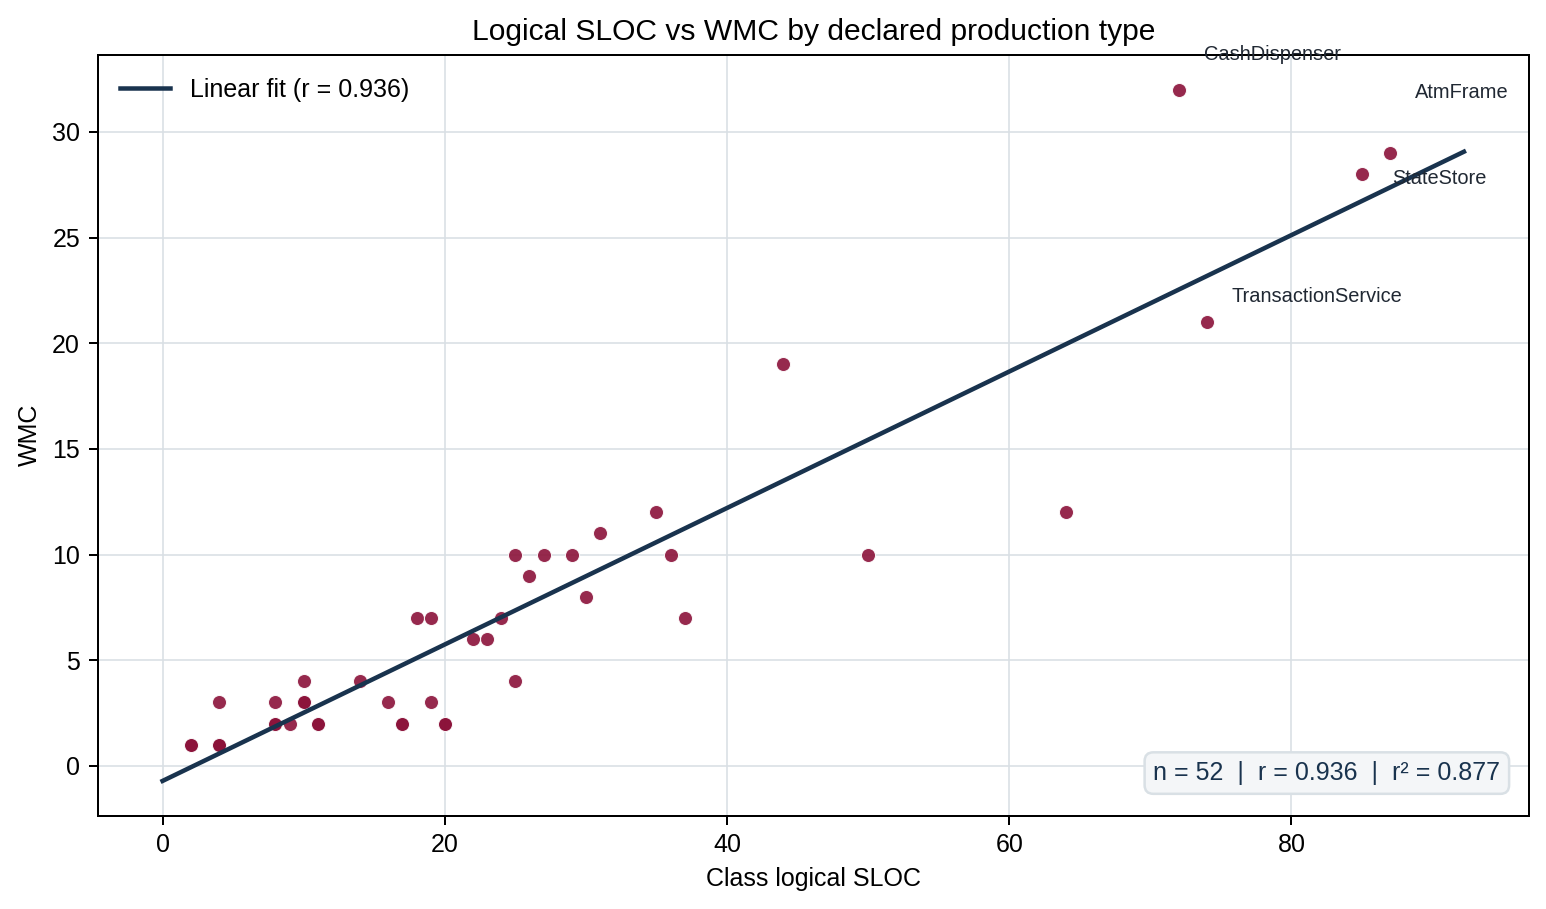 Logical SLOC vs WMC by declared production type
CashDispenser
Linear fit (r = 0.936)
AtmFrame
StateStore
TransactionService
30
25
20
15
10
5
0
WMC
n = 52 | r = 0.936 | r² = 0.877
0 20 40 60 80
Class logical SLOC